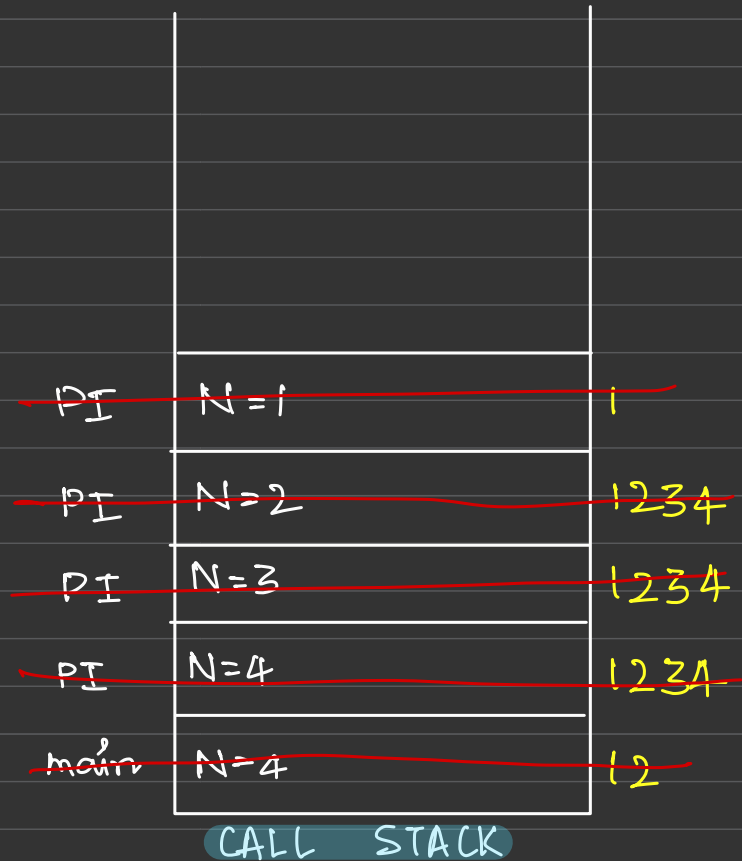 PI N=1 1
PI N=2 1234
PI N=3 1234
PI N=4 1234
main N=4 12
CALL STACK